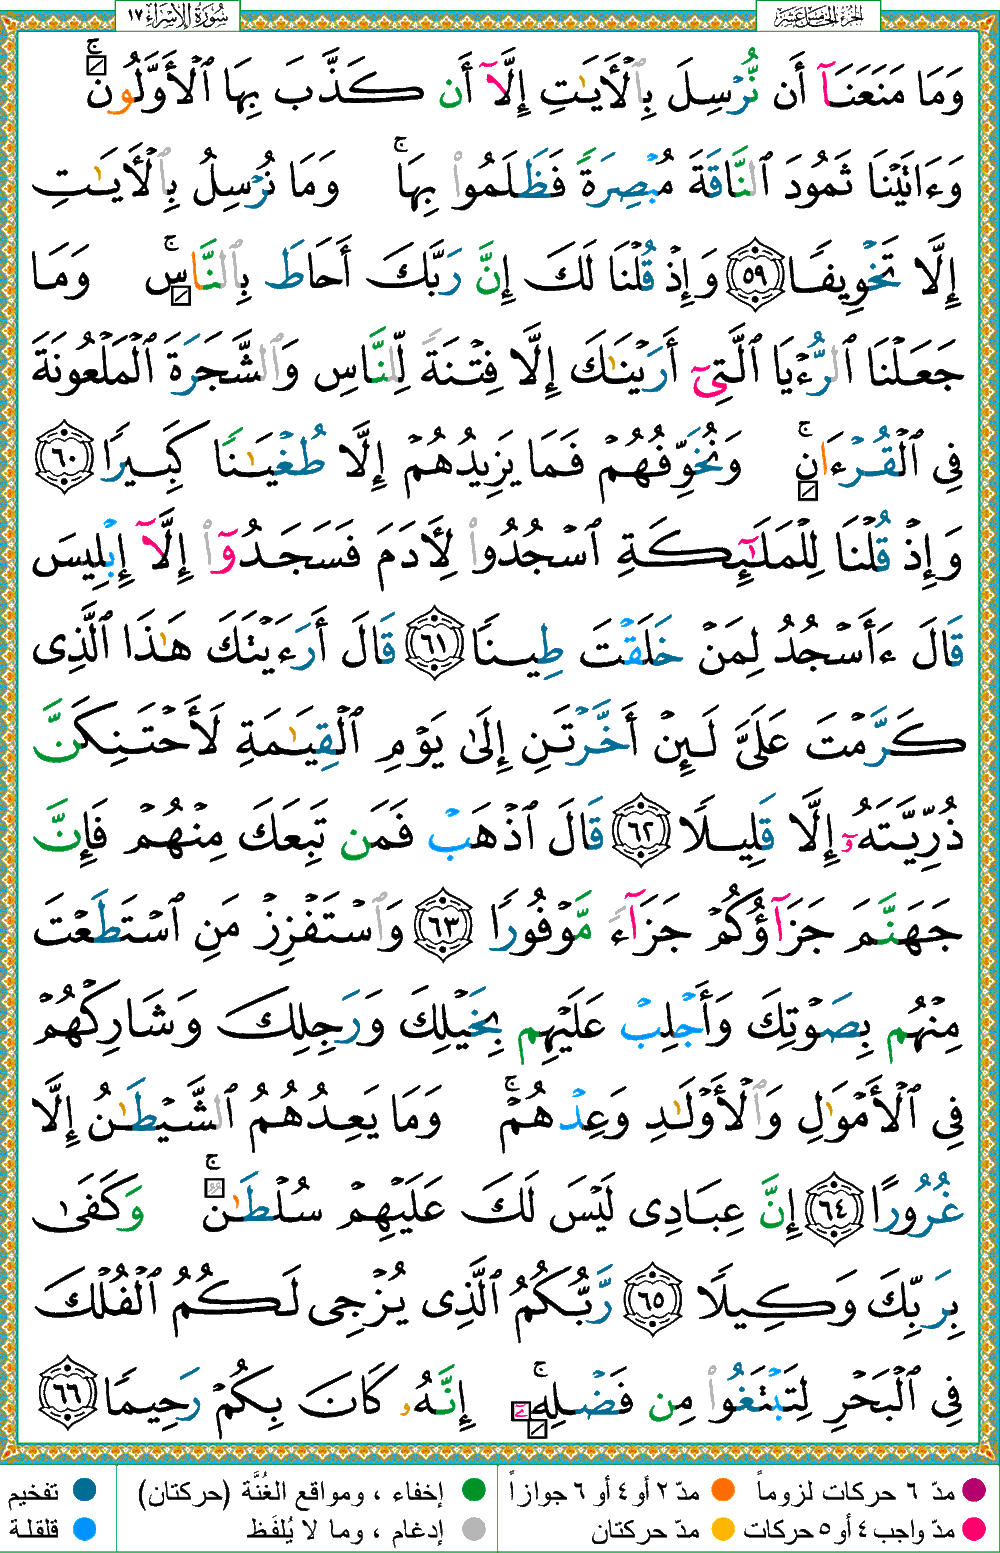 الجزء الخامس عشر
سُورَةُ الإِسْرَاءِ ١٧
وَمَا مَنَعَنَآ أَن نُّرْسِلَ بِٱلْأَيَـٰتِ إِلَّآ أَن كَذَّبَ بِهَا ٱلْأَوَّلُونَ ۚ
وَءَاتَيْنَا ثَمُودَ ٱلنَّاقَةَ مُبْصِرَةً فَظَلَمُوا۟ بِهَا ۚ وَمَا نُرْسِلُ بِٱلْأَيَـٰتِ
إِلَّا تَخْوِيفًا ٥٩ وَإِذْ قُلْنَا لَكَ إِنَّ رَبَّكَ أَحَاطَ بِٱلنَّاسِ ۚ وَمَا
جَعَلْنَا ٱلرُّءْيَا ٱلَّتِىٓ أَرَيْنَـٰكَ إِلَّا فِتْنَةً لِّلنَّاسِ وَٱلشَّجَرَةَ ٱلْمَلْعُونَةَ
فِى ٱلْقُرْءَانِ ۚ وَنُخَوِّفُهُمْ فَمَا يَزِيدُهُمْ إِلَّا طُغْيَـٰنًا كَبِيرًا ٦٠
وَإِذْ قُلْنَا لِلْمَلَـٰٓئِكَةِ ٱسْجُدُوا۟ لِأَدَمَ فَسَجَدُوٓا۟ إِلَّآ إِبْلِيسَ
قَالَ ءَأَسْجُدُ لِمَنْ خَلَقْتَ طِينًا ٦١ قَالَ أَرَءَيْتَكَ هَـٰذَا ٱلَّذِى
كَرَّمْتَ عَلَىَّ لَئِنْ أَخَّرْتَنِ إِلَىٰ يَوْمِ ٱلْقِيَـٰمَةِ لَأَحْتَنِكَنَّ
ذُرِّيَّتَهُۥٓ إِلَّا قَلِيلًا ٦٢ قَالَ ٱذْهَبْ فَمَن تَبِعَكَ مِنْهُمْ فَإِنَّ
جَهَنَّمَ جَزَآؤُكُمْ جَزَآءً مَّوْفُورًا ٦٣ وَٱسْتَفْزِزْ مَنِ ٱسْتَطَعْتَ
مِنْهُم بِصَوْتِكَ وَأَجْلِبْ عَلَيْهِم بِخَيْلِكَ وَرَجِلِكَ وَشَارِكْهُمْ
فِى ٱلْأَمْوَٰلِ وَٱلْأَوْلَـٰدِ وَعِدْهُمْ ۚ وَمَا يَعِدُهُمُ ٱلشَّيْطَـٰنُ إِلَّا
غُرُورًا ٦٤ إِنَّ عِبَادِى لَيْسَ لَكَ عَلَيْهِمْ سُلْطَـٰنٌ ۚ وَكَفَىٰ
بِرَبِّكَ وَكِيلًا ٦٥ رَّبُّكُمُ ٱلَّذِى يُزْجِى لَكُمُ ٱلْفُلْكَ
فِى ٱلْبَحْرِ لِتَبْتَغُوا۟ مِن فَضْلِهِۦٓ ۚ إِنَّهُۥ كَانَ بِكُمْ رَحِيمًا ٦٦
مدّ ٦ حركات لزوماً
مدّ ٢ أو ٤ أو ٦ جوازاً
إخفاء ، ومواقع الغُنَّة (حركتان)
تفخيم
مدّ واجب ٤ أو ٥ حركات
مدّ حركتان
إدغام ، وما لا يُلفَظ
قلقلة